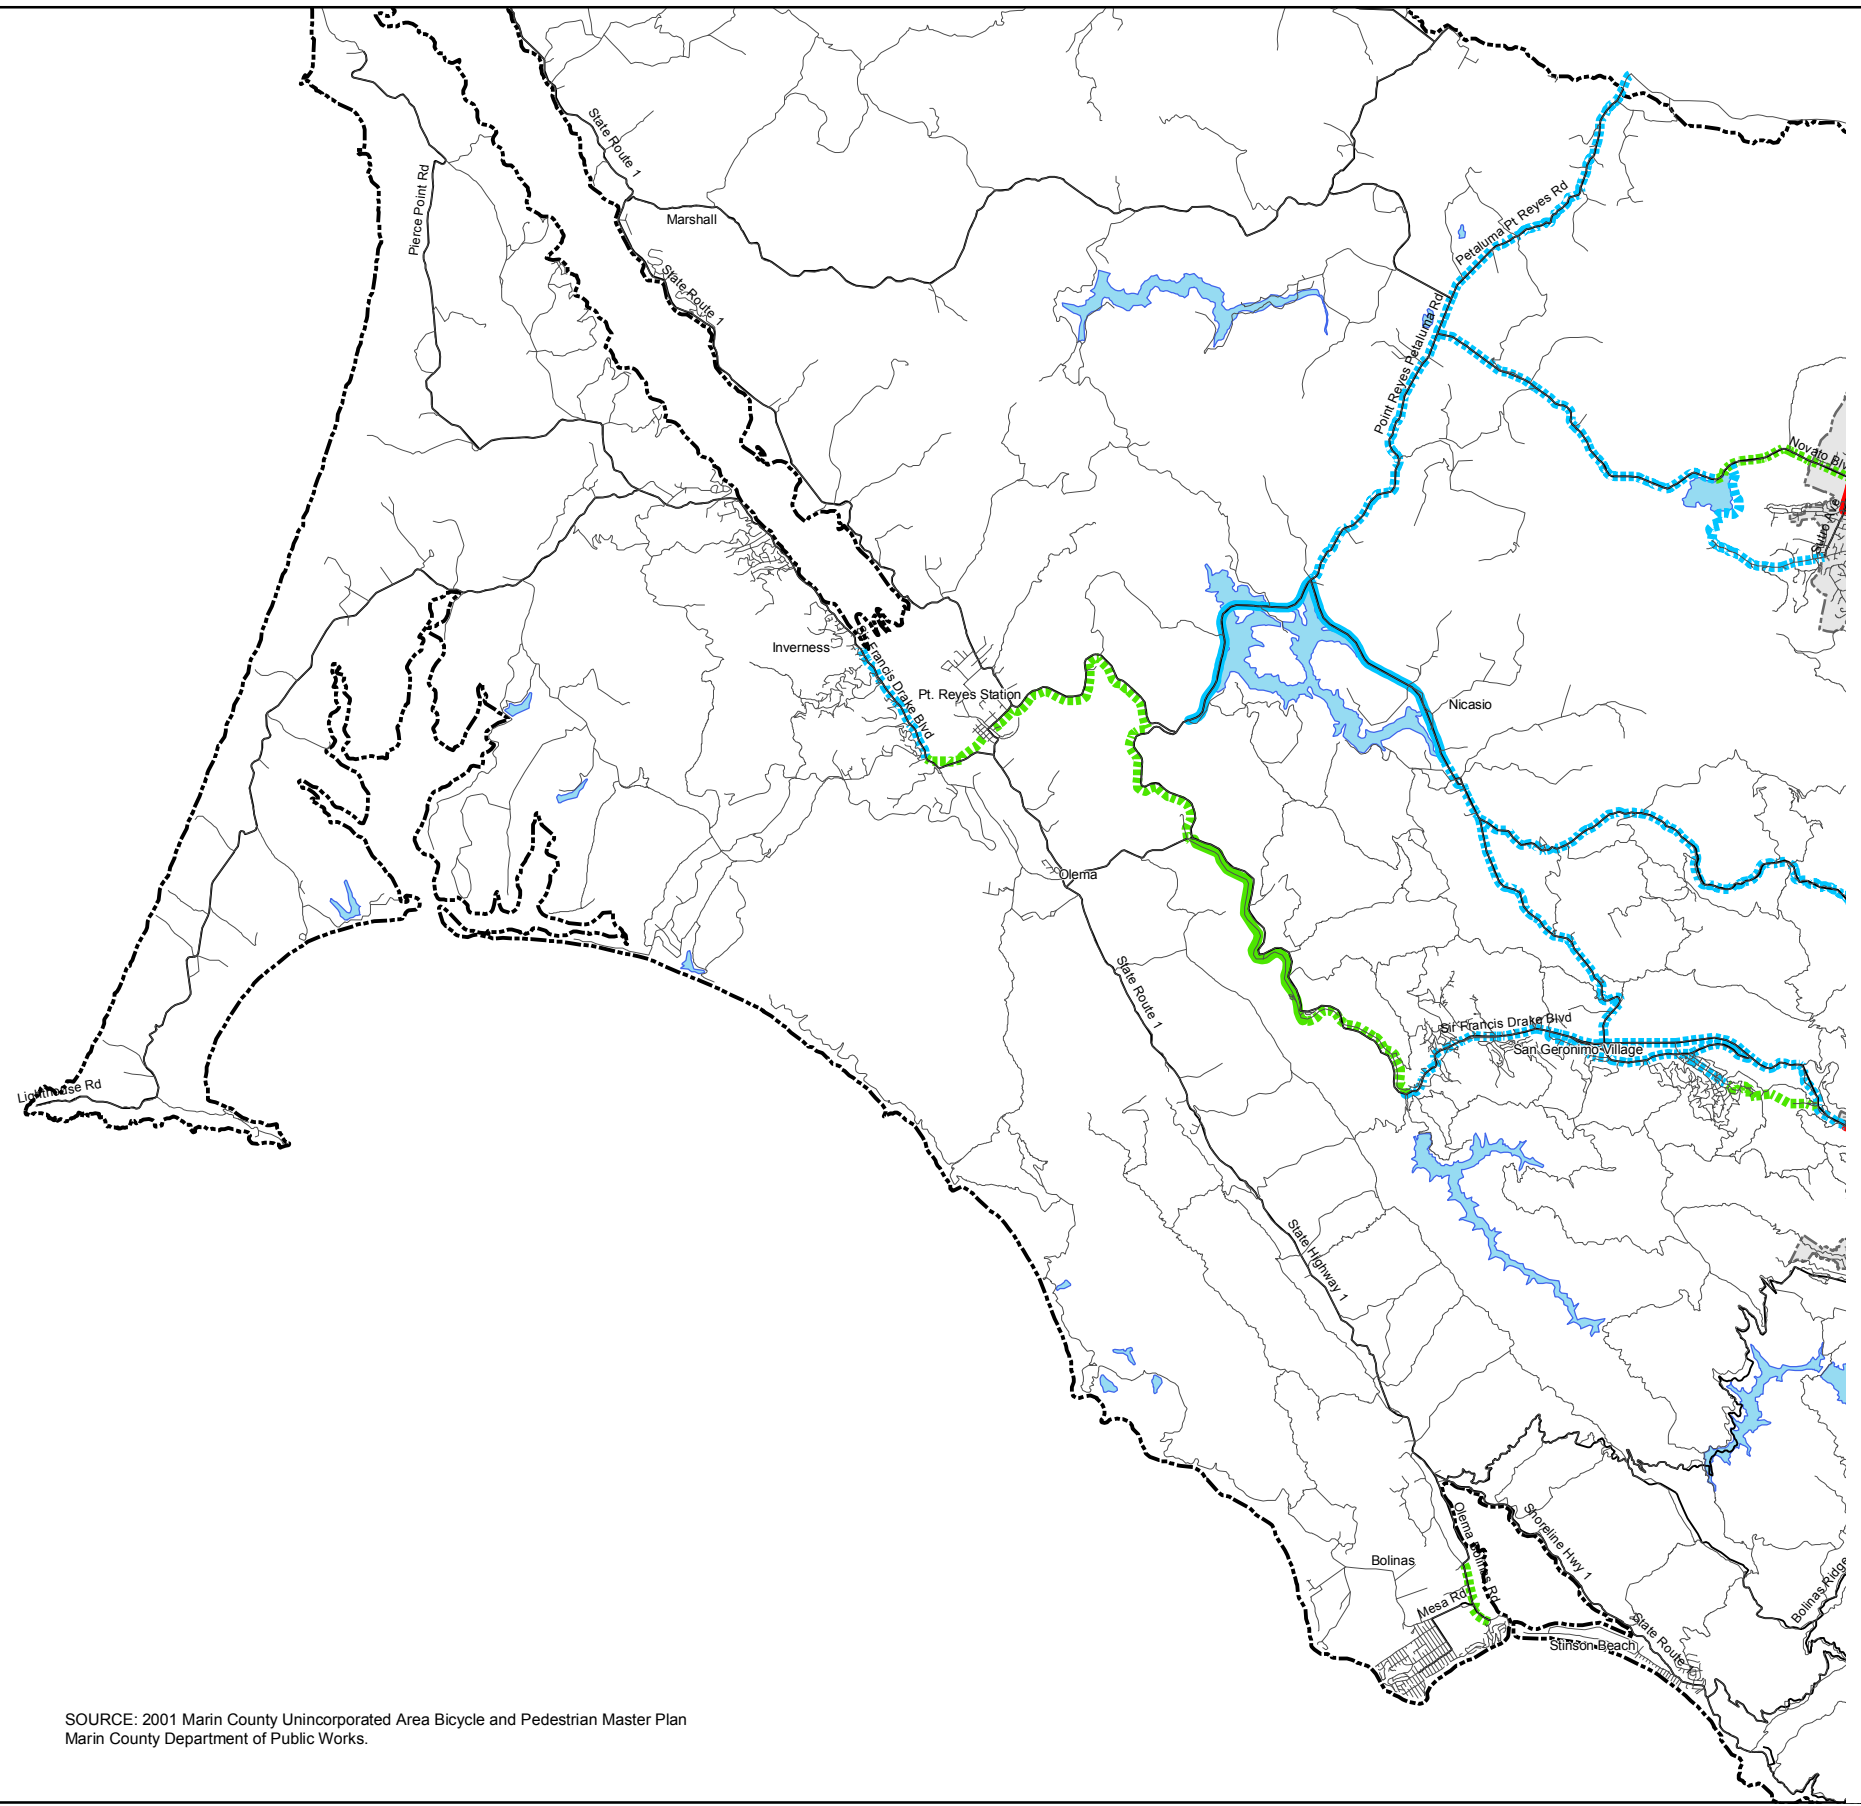 State Route 1
Pierce Point Rd
Marshall
State Route 1
Petaluma Pt Reyes Rd
Point Reyes Petaluma Rd
Novato Blv
Sutro Ave
Inverness
Sir Francis Drake Blvd
Pt. Reyes Station
Nicasio
Olema
State Route 1
Sir Francis Drake Blvd
San Geronimo Village
Lighthouse Rd
State Highway 1
Olema Bolinas Rd
Shoreline Hwy 1
Bolinas
Mesa Rd
Bolinas Ridge
State Route 1
Stinson Beach
SOURCE: 2001 Marin County Unincorporated Area Bicycle and Pedestrian Master Plan
Marin County Department of Public Works.